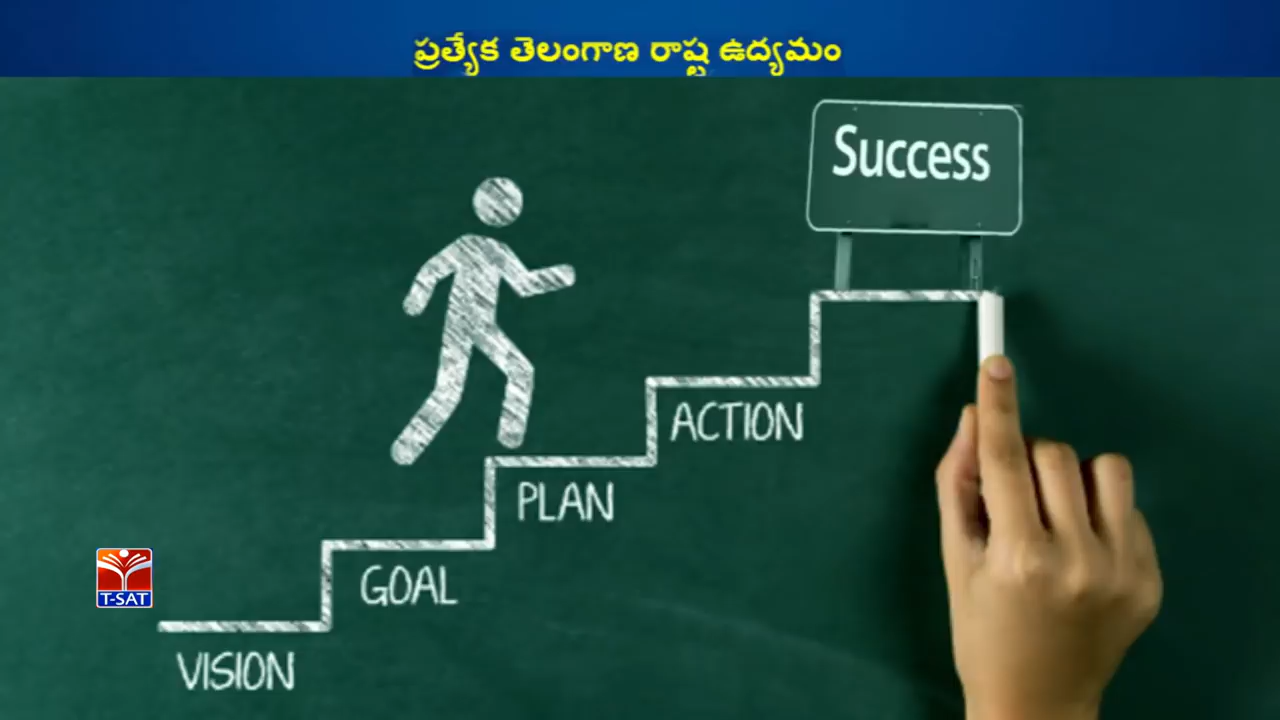 ప్రత్యేక తెలంగాణ రాష్ట ఉద్యమం
Success
ACTION
PLAN
GOAL
T-SAT
VISION